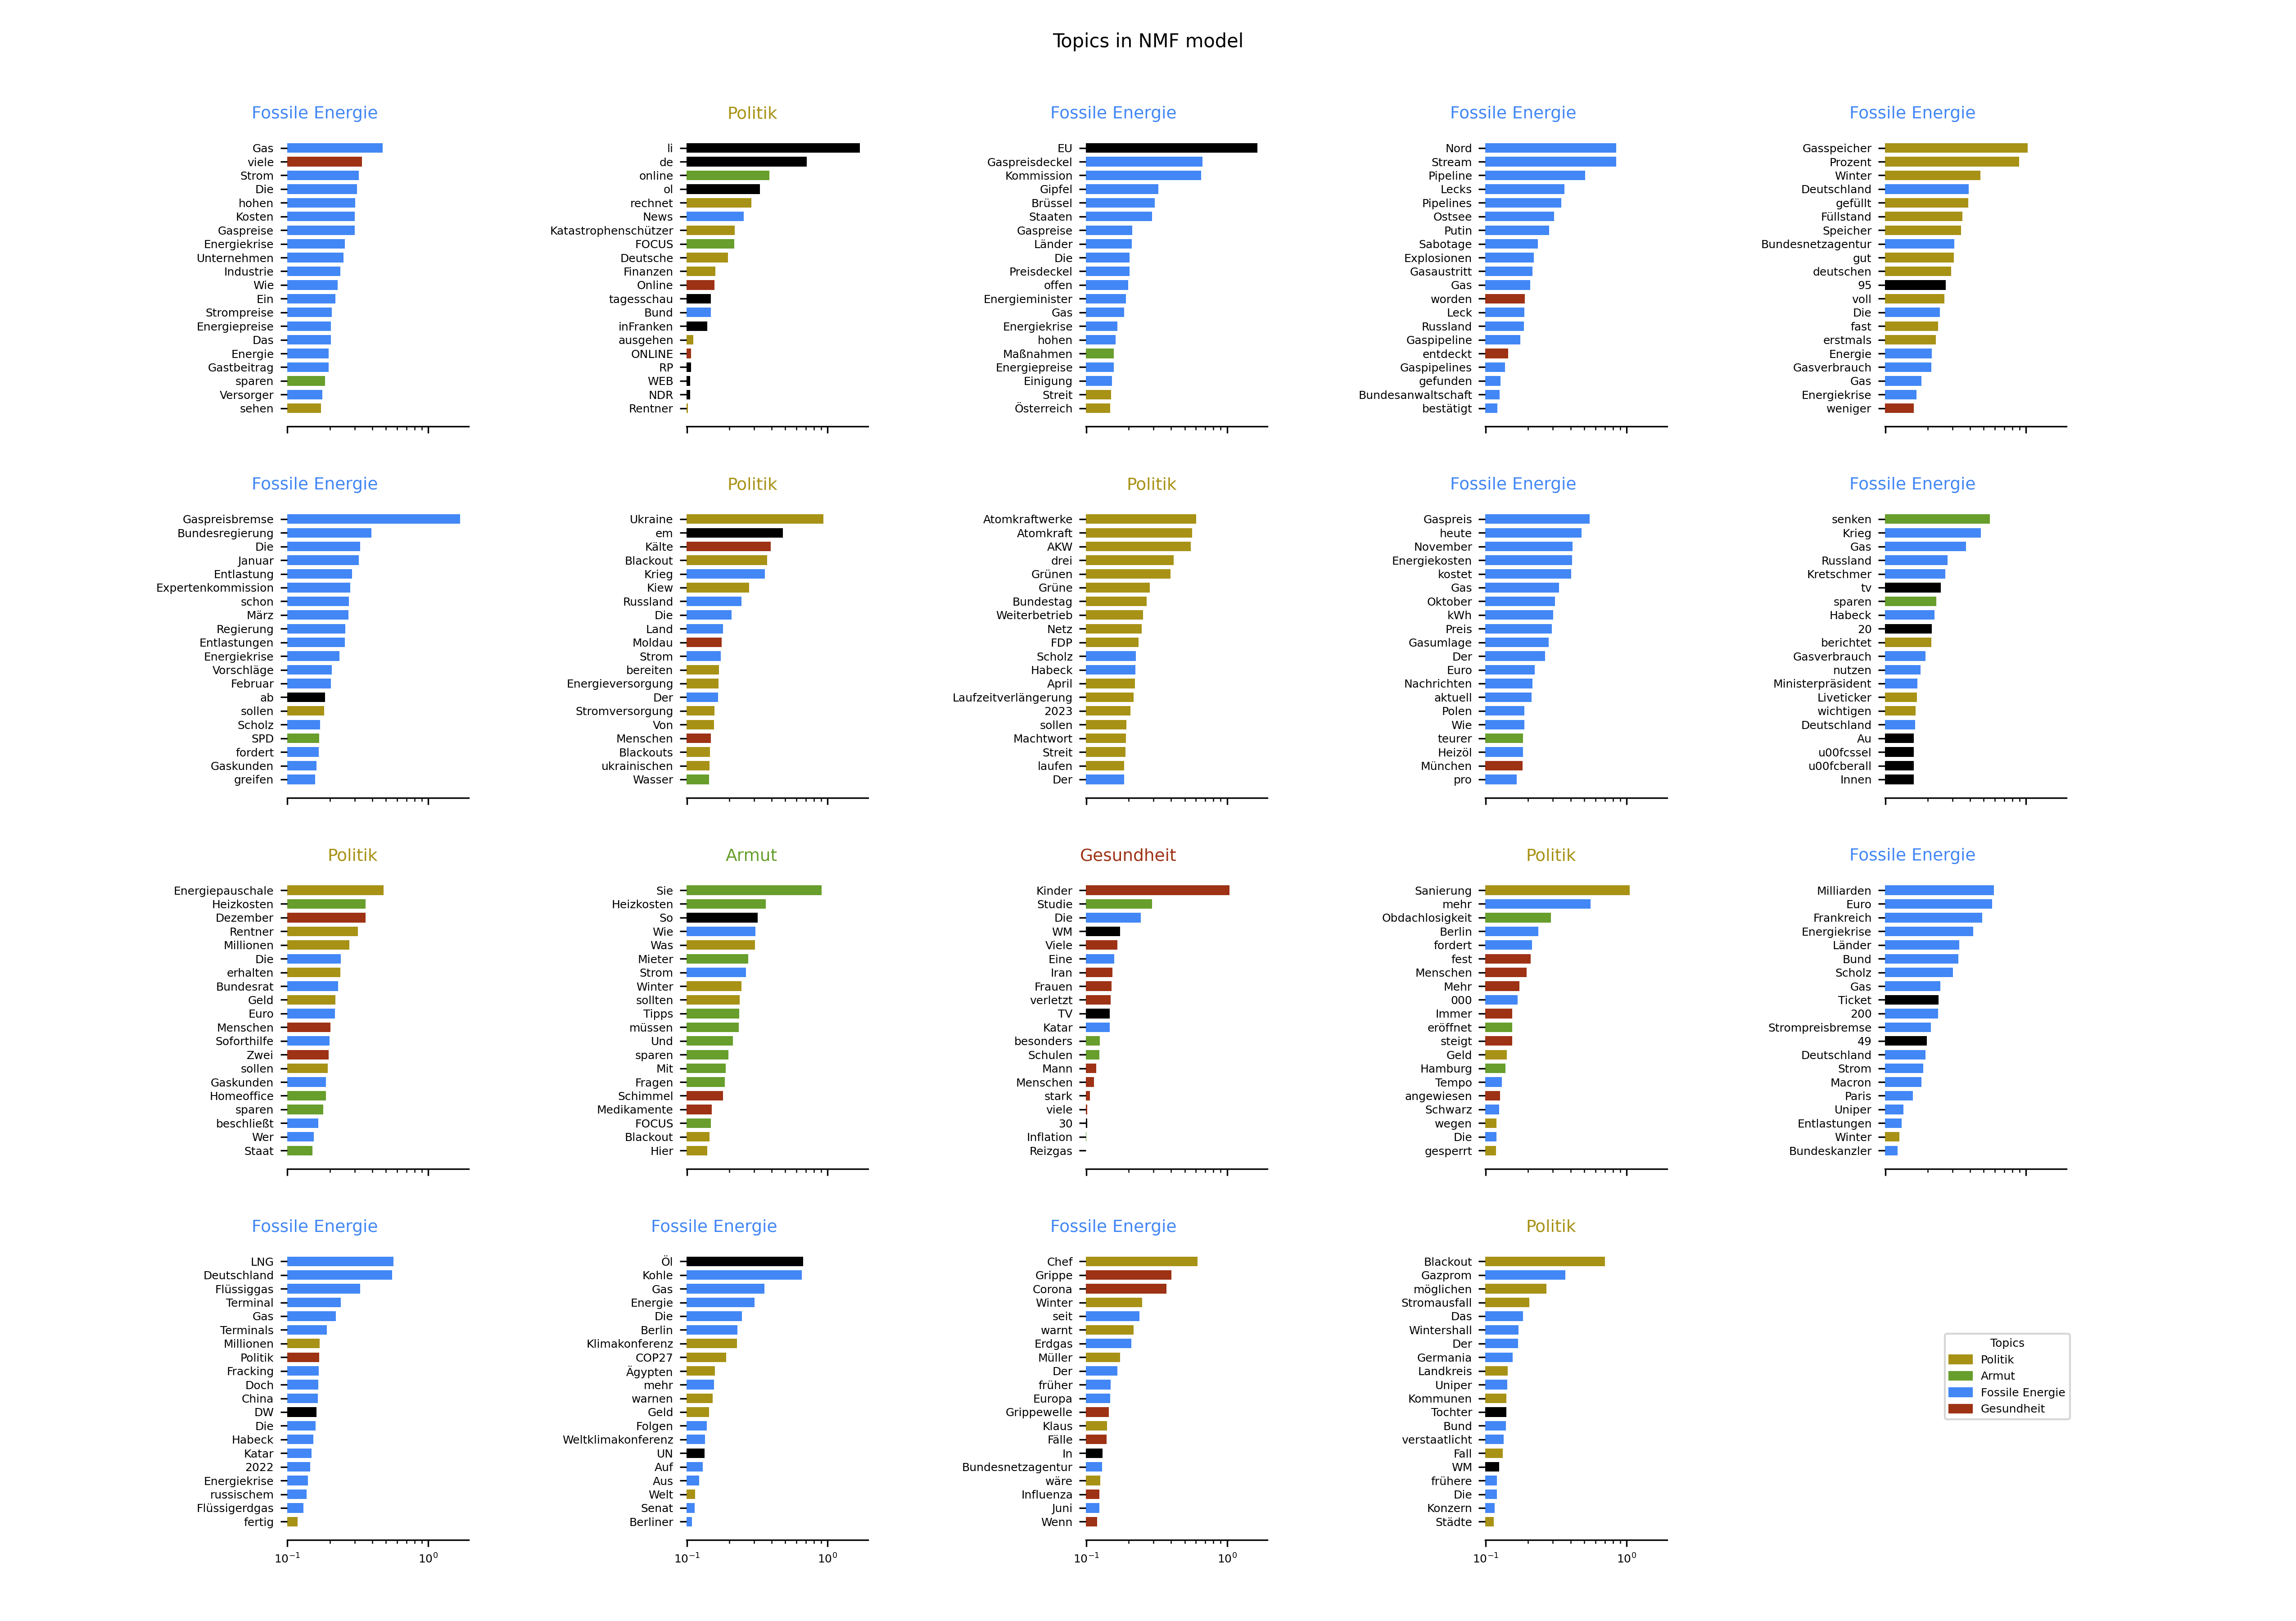 Topics in NMF model
Fossile Energie
Gas
viele
Strom
Die
hohen
Kosten
Gaspreise
Energiekrise
Unternehmen
Industrie
Wie
Ein
Strompreise
Energiepreise
Das
Energie
Gastbeitrag
sparen
Versorger
sehen
Politik
li
de
online
ol
rechnet
News
Katastrophenschützer
FOCUS
Deutsche
Finanzen
Online
tagesschau
Bund
inFranken
ausgehen
ONLINE
RP
WEB
NDR
Rentner
Fossile Energie
EU
Gaspreisdeckel
Kommission
Gipfel
Brüssel
Staaten
Gaspreise
Länder
Die
Preisdeckel
offen
Energieminister
Gas
Energiekrise
hohen
Maßnahmen
Energiepreise
Einigung
Streit
Österreich
Fossile Energie
Nord
Stream
Pipeline
Lecks
Pipelines
Ostsee
Putin
Sabotage
Explosionen
Gasaustritt
Gas
worden
Leck
Russland
Gaspipeline
entdeckt
Gaspipelines
gefunden
Bundesanwaltschaft
bestätigt
Fossile Energie
Gasspeicher
Prozent
Winter
Deutschland
gefüllt
Füllstand
Speicher
Bundesnetzagentur
gut
deutschen
95
voll
Die
fast
erstmals
Energie
Gasverbrauch
Gas
Energiekrise
weniger
Fossile Energie
Gaspreisbremse
Bundesregierung
Die
Januar
Entlastung
Expertenkommission
schon
März
Regierung
Entlastungen
Energiekrise
Vorschläge
Februar
ab
sollen
Scholz
SPD
fordert
Gaskunden
greifen
Politik
Ukraine
em
Kälte
Blackout
Krieg
Kiew
Russland
Die
Land
Moldau
Strom
bereiten
Energieversorgung
Der
Stromversorgung
Von
Menschen
Blackouts
ukrainischen
Wasser
Politik
Atomkraftwerke
Atomkraft
AKW
drei
Grünen
Grüne
Bundestag
Weiterbetrieb
Netz
FDP
Scholz
Habeck
April
Laufzeitverlängerung
2023
sollen
Machtwort
Streit
laufen
Der
Fossile Energie
Gaspreis
heute
November
Energiekosten
kostet
Gas
Oktober
kWh
Preis
Gasumlage
Der
Euro
Nachrichten
aktuell
Polen
Wie
teurer
Heizöl
München
pro
Fossile Energie
senken
Krieg
Gas
Russland
Kretschmer
tv
sparen
Habeck
20
berichtet
Gasverbrauch
nutzen
Ministerpräsident
Liveticker
wichtigen
Deutschland
Au
u00fcssel
u00fcberall
Innen
Politik
Energiepauschale
Heizkosten
Dezember
Rentner
Millionen
Die
erhalten
Bundesrat
Geld
Euro
Menschen
Soforthilfe
Zwei
sollen
Gaskunden
Homeoffice
sparen
beschließt
Wer
Staat
Armut
Sie
Heizkosten
So
Wie
Was
Mieter
Strom
Winter
sollten
Tipps
müssen
Und
sparen
Mit
Fragen
Schimmel
Medikamente
FOCUS
Blackout
Hier
Gesundheit
Kinder
Studie
Die
WM
Viele
Eine
Iran
Frauen
verletzt
TV
Katar
besonders
Schulen
Mann
Menschen
stark
viele
30
Inflation
Reizgas
Politik
Sanierung
mehr
Obdachlosigkeit
Berlin
fordert
fest
Menschen
Mehr
000
Immer
eröffnet
steigt
Geld
Hamburg
Tempo
angewiesen
Schwarz
wegen
Die
gesperrt
Fossile Energie
Milliarden
Euro
Frankreich
Energiekrise
Länder
Bund
Scholz
Gas
Ticket
200
Strompreisbremse
49
Deutschland
Strom
Macron
Paris
Uniper
Entlastungen
Winter
Bundeskanzler
Fossile Energie
LNG
Deutschland
Flüssiggas
Terminal
Gas
Terminals
Millionen
Politik
Fracking
Doch
China
DW
Die
Habeck
Katar
2022
Energiekrise
russischem
Flüssigerdgas
fertig
10⁻¹ 10⁰
Fossile Energie
Öl
Kohle
Gas
Energie
Die
Berlin
Klimakonferenz
COP27
Ägypten
mehr
warnen
Geld
Folgen
Weltklimakonferenz
UN
Auf
Aus
Welt
Senat
Berliner
10⁻¹ 10⁰
Fossile Energie
Chef
Grippe
Corona
Winter
seit
warnt
Erdgas
Müller
Der
früher
Europa
Grippewelle
Klaus
Fälle
In
Bundesnetzagentur
wäre
Influenza
Juni
Wenn
10⁻¹ 10⁰
Politik
Blackout
Gazprom
möglichen
Stromausfall
Das
Wintershall
Der
Germania
Landkreis
Uniper
Kommunen
Tochter
Bund
verstaatlicht
Fall
WM
frühere
Die
Konzern
Städte
10⁻¹ 10⁰
Topics
Politik
Armut
Fossile Energie
Gesundheit